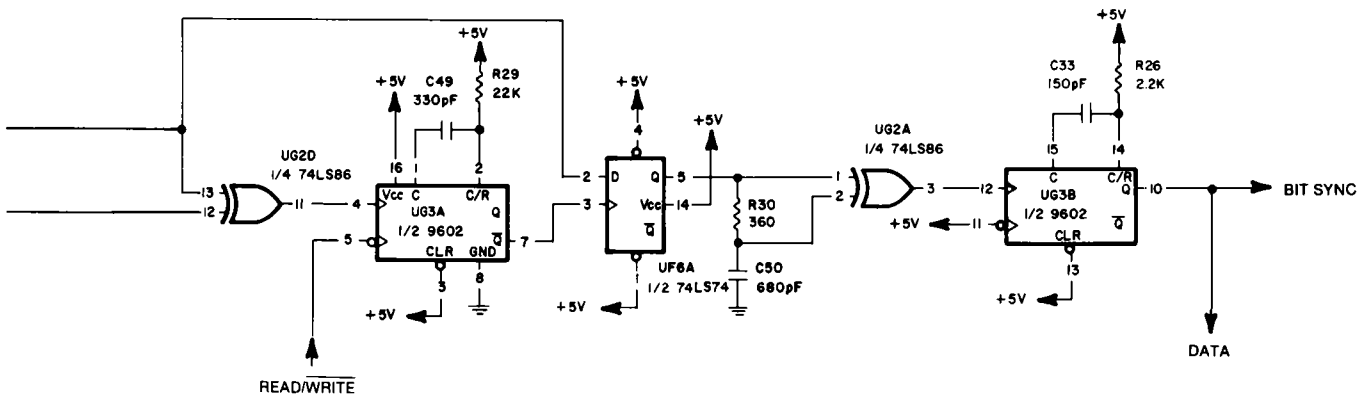 +5V
R29
22K
C49
330pF
+5V
16
2
Vcc
C
C/R
UG3A
1/2 9602
Q
Q̅
7
CLR
GND
3
8
+5V
UG2D
1/4 74LS86
13
12
11
4
5
READ/W̅R̅I̅T̅E̅
+5V
4
2
D
Q
5
3
Vcc
14
Q̅
1
UF6A
1/2 74LS74
+5V
+5V
R30
360
C50
680pF
UG2A
1/4 74LS86
1
2
3
+5V
R26
2.2K
C33
150pF
15
14
C
C/R
12
UG3B
1/2 9602
Q
10
+5V
11
Q̅
CLR
13
+5V
BIT SYNC
DATA